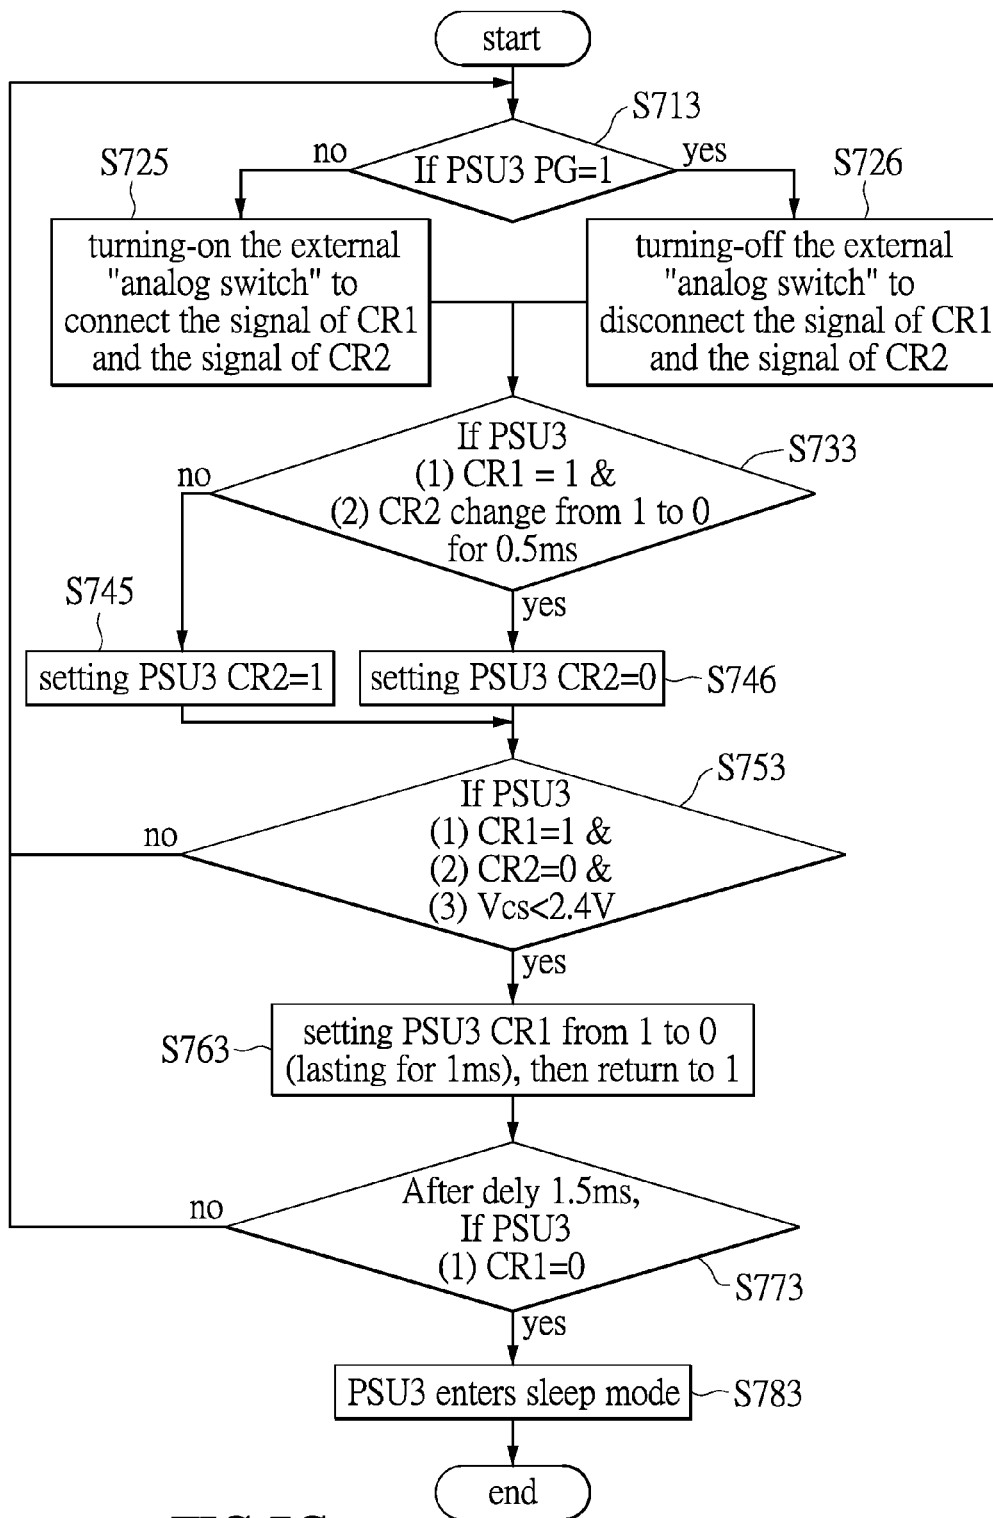 start
S713
If PSU3 PG=1
no
yes
S725
S726
turning-on the external
"analog switch" to
connect the signal of CR1
and the signal of CR2
turning-off the external
"analog switch" to
disconnect the signal of CR1
and the signal of CR2
If PSU3
(1) CR1 = 1 &
(2) CR2 change from 1 to 0
for 0.5ms
S733
no
yes
S745
setting PSU3 CR2=1
setting PSU3 CR2=0
S746
If PSU3
(1) CR1=1 &
(2) CR2=0 &
(3) Vcs<2.4V
S753
no
yes
S763
setting PSU3 CR1 from 1 to 0
(lasting for 1ms), then return to 1
After dely 1.5ms,
If PSU3
(1) CR1=0
no
S773
yes
PSU3 enters sleep mode
S783
end